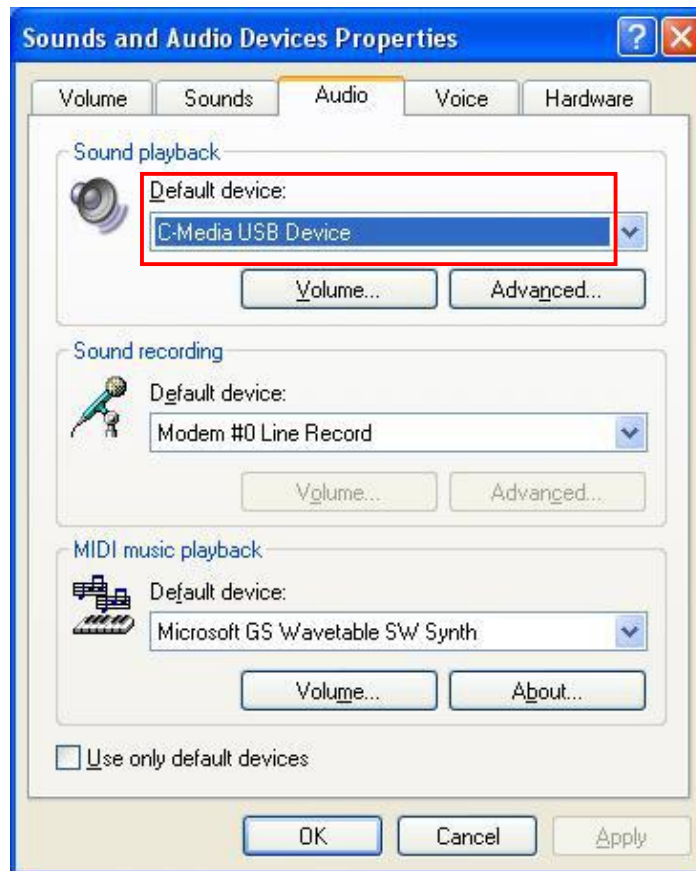 Sounds and Audio Devices Properties
Volume Sounds Audio Voice Hardware
Sound playback
Default device:
C-Media USB Device
Volume... Advanced...
Sound recording
Default device:
Modem #0 Line Record
Volume... Advanced...
MIDI music playback
Default device:
Microsoft GS Wavetable SW Synth
Volume... About...
Use only default devices
OK Cancel Apply